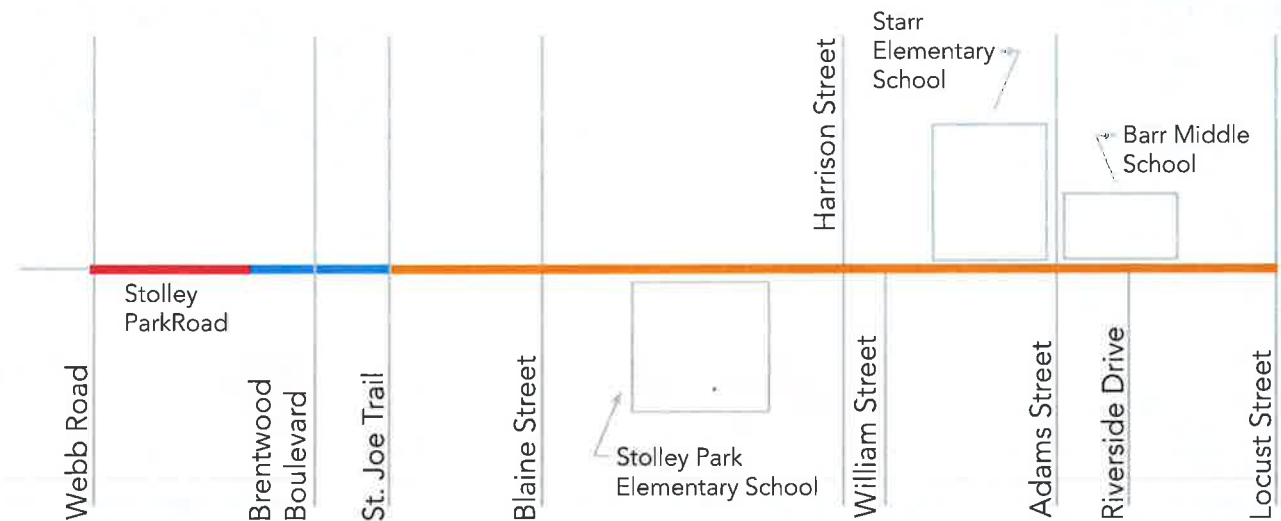 Starr
Elementary
School
Harrison Street
Barr Middle
School
Stolley
ParkRoad
Webb Road
Brentwood
Boulevard
St. Joe Trail
Blaine Street
Stolley Park
Elementary School
William Street
Adams Street
Riverside Drive
Locust Street